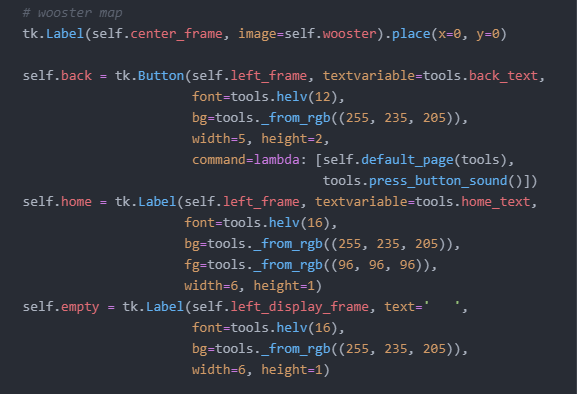 # wooster map
tk.Label(self.center_frame, image=self.wooster).place(x=0, y=0)

self.back = tk.Button(self.left_frame, textvariable=tools.back_text,
                      font=tools.helv(12),
                      bg=tools._from_rgb((255, 235, 205)),
                      width=5, height=2,
                      command=lambda: [self.default_page(tools),
                                       tools.press_button_sound()])
self.home = tk.Label(self.left_frame, textvariable=tools.home_text,
                     font=tools.helv(16),
                     bg=tools._from_rgb((255, 235, 205)),
                     fg=tools._from_rgb((96, 96, 96)),
                     width=6, height=1)
self.empty = tk.Label(self.left_display_frame, text='   ',
                      font=tools.helv(16),
                      bg=tools._from_rgb((255, 235, 205)),
                      width=6, height=1)